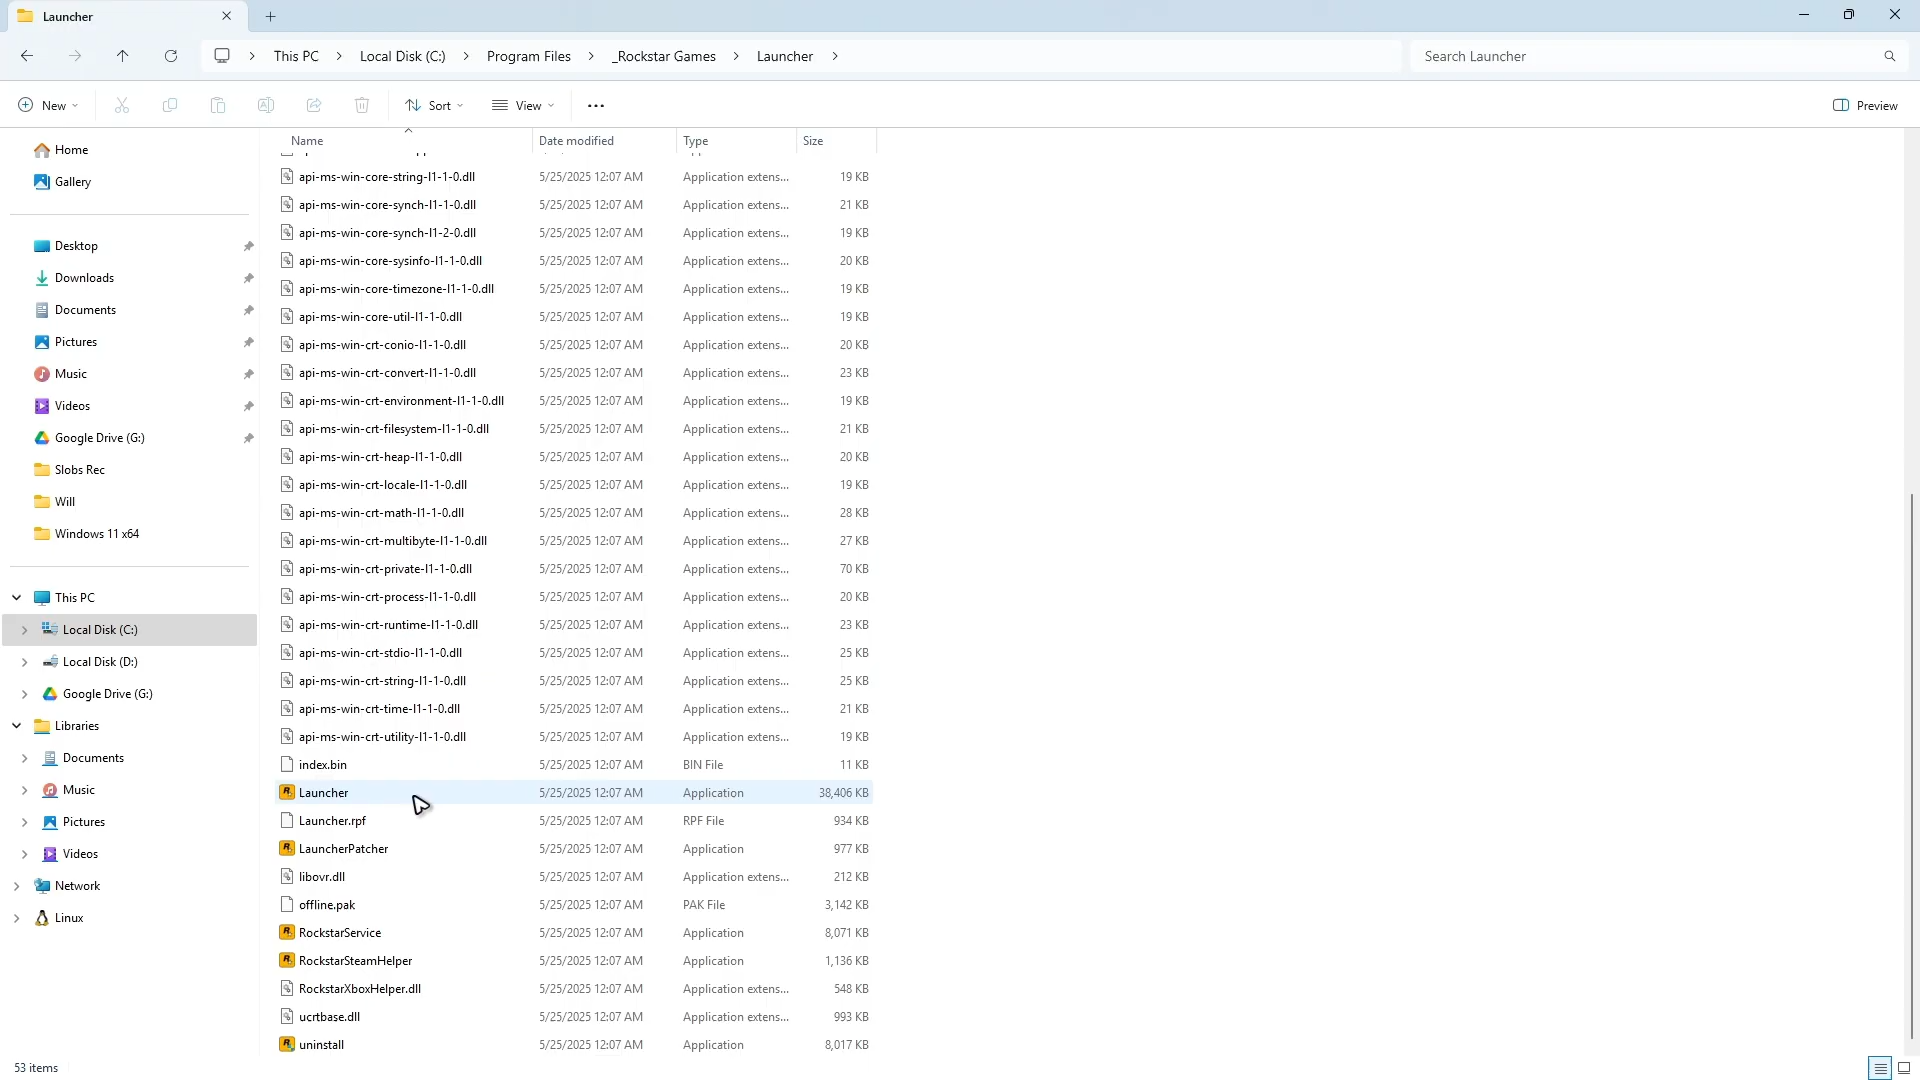 Launcher
This PC > Local Disk (C:) > Program Files > _Rockstar Games > Launcher >
Search Launcher
New
Sort
View
Preview
Name Date modified Type Size
api-ms-win-core-string-l1-1-0.dll 5/25/2025 12:07 AM Application extens... 19 KB
api-ms-win-core-synch-l1-1-0.dll 5/25/2025 12:07 AM Application extens... 21 KB
api-ms-win-core-synch-l1-2-0.dll 5/25/2025 12:07 AM Application extens... 19 KB
api-ms-win-core-sysinfo-l1-1-0.dll 5/25/2025 12:07 AM Application extens... 20 KB
api-ms-win-core-timezone-l1-1-0.dll 5/25/2025 12:07 AM Application extens... 19 KB
api-ms-win-core-util-l1-1-0.dll 5/25/2025 12:07 AM Application extens... 19 KB
api-ms-win-crt-conio-l1-1-0.dll 5/25/2025 12:07 AM Application extens... 20 KB
api-ms-win-crt-convert-l1-1-0.dll 5/25/2025 12:07 AM Application extens... 23 KB
api-ms-win-crt-environment-l1-1-0.dll 5/25/2025 12:07 AM Application extens... 19 KB
api-ms-win-crt-filesystem-l1-1-0.dll 5/25/2025 12:07 AM Application extens... 21 KB
api-ms-win-crt-heap-l1-1-0.dll 5/25/2025 12:07 AM Application extens... 20 KB
api-ms-win-crt-locale-l1-1-0.dll 5/25/2025 12:07 AM Application extens... 19 KB
api-ms-win-crt-math-l1-1-0.dll 5/25/2025 12:07 AM Application extens... 28 KB
api-ms-win-crt-multibyte-l1-1-0.dll 5/25/2025 12:07 AM Application extens... 27 KB
api-ms-win-crt-private-l1-1-0.dll 5/25/2025 12:07 AM Application extens... 70 KB
api-ms-win-crt-process-l1-1-0.dll 5/25/2025 12:07 AM Application extens... 20 KB
api-ms-win-crt-runtime-l1-1-0.dll 5/25/2025 12:07 AM Application extens... 23 KB
api-ms-win-crt-stdio-l1-1-0.dll 5/25/2025 12:07 AM Application extens... 25 KB
api-ms-win-crt-string-l1-1-0.dll 5/25/2025 12:07 AM Application extens... 25 KB
api-ms-win-crt-time-l1-1-0.dll 5/25/2025 12:07 AM Application extens... 21 KB
api-ms-win-crt-utility-l1-1-0.dll 5/25/2025 12:07 AM Application extens... 19 KB
index.bin 5/25/2025 12:07 AM BIN File 11 KB
Launcher 5/25/2025 12:07 AM Application 38,406 KB
Launcher.rpf 5/25/2025 12:07 AM RPF File 934 KB
LauncherPatcher 5/25/2025 12:07 AM Application 977 KB
libovr.dll 5/25/2025 12:07 AM Application extens... 212 KB
offline.pak 5/25/2025 12:07 AM PAK File 3,142 KB
RockstarService 5/25/2025 12:07 AM Application 8,071 KB
RockstarSteamHelper 5/25/2025 12:07 AM Application 1,136 KB
RockstarXboxHelper.dll 5/25/2025 12:07 AM Application extens... 548 KB
ucrtbase.dll 5/25/2025 12:07 AM Application extens... 993 KB
uninstall 5/25/2025 12:07 AM Application 8,017 KB
Home
Gallery
Desktop
Downloads
Documents
Pictures
Music
Videos
Google Drive (G:)
Slobs Rec
Will
Windows 11 x64
This PC
Local Disk (C:)
Local Disk (D:)
Google Drive (G:)
Libraries
Documents
Music
Pictures
Videos
Network
Linux
53 items